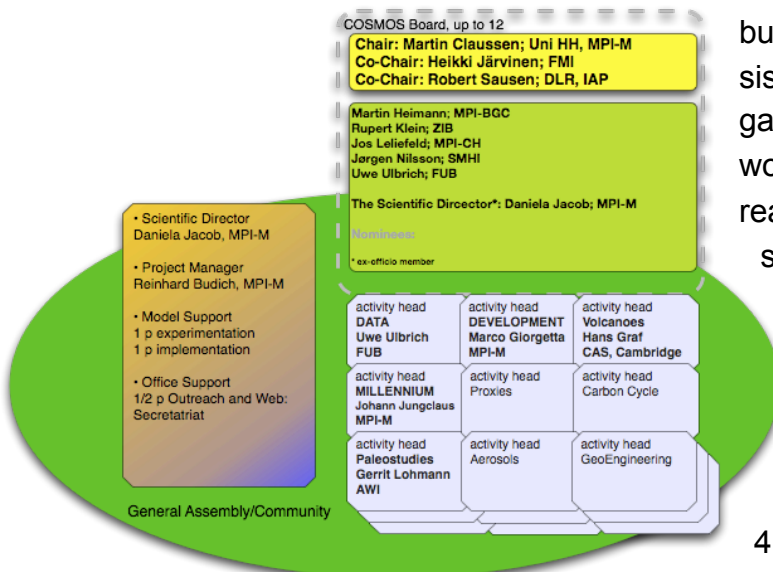 COSMOS Board, up to 12
Chair: Martin Claussen; Uni HH, MPI-M
Co-Chair: Heikki Järvinen; FMI
Co-Chair: Robert Sausen; DLR, IAP
Martin Heimann; MPI-BGC
Rupert Klein; ZIB
Jos Leliefeld; MPI-CH
Jørgen Nilsson; SMHI
Uwe Ulbrich; FUB
The Scientific Dircector*: Daniela Jacob; MPI-M
Nominees:
* ex-officio member
• Scientific Director
Daniela Jacob, MPI-M
• Project Manager
Reinhard Budich, MPI-M
• Model Support
1 p experimentation
1 p implementation
• Office Support
1/2 p Outreach and Web:
Secretatriat
activity head
DATA
Uwe Ulbrich
FUB
activity head
DEVELOPMENT
Marco Giorgetta
MPI-M
activity head
Volcanoes
Hans Graf
CAS, Cambridge
activity head
MILLENNIUM
Johann Jungclaus
MPI-M
activity head
Proxies
activity head
Carbon Cycle
activity head
Paleostudies
Gerrit Lohmann
AWI
activity head
Aerosols
activity head
GeoEngineering
General Assembly/Community
bu
sis
ga
wo
rea
s
4